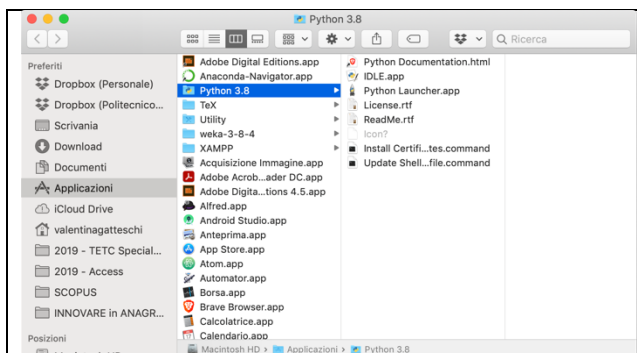 Python 3.8
Ricerca
Preferiti
Dropbox (Personale)
Dropbox (Politecnico...
Scrivania
Download
Documenti
Applicazioni
iCloud Drive
valentinagatteschi
2019 - TETC Special...
2019 - Access
SCOPUS
INNOVARE in ANAGR...
Posizioni
Adobe Digital Editions.app
Anaconda-Navigator.app
Python 3.8
TeX
Utility
weka-3-8-4
XAMPP
Acquisizione Immagine.app
Adobe Acrob...ader DC.app
Adobe Digita...tions 4.5.app
Alfred.app
Android Studio.app
Anteprima.app
App Store.app
Atom.app
Automator.app
Borsa.app
Brave Browser.app
Calcolatrice.app
Calendario.app
Python Documentation.html
IDLE.app
Python Launcher.app
License.rtf
ReadMe.rtf
Icon?
Install Certifi...tes.command
Update Shell...file.command
Macintosh HD › Applicazioni › Python 3.8